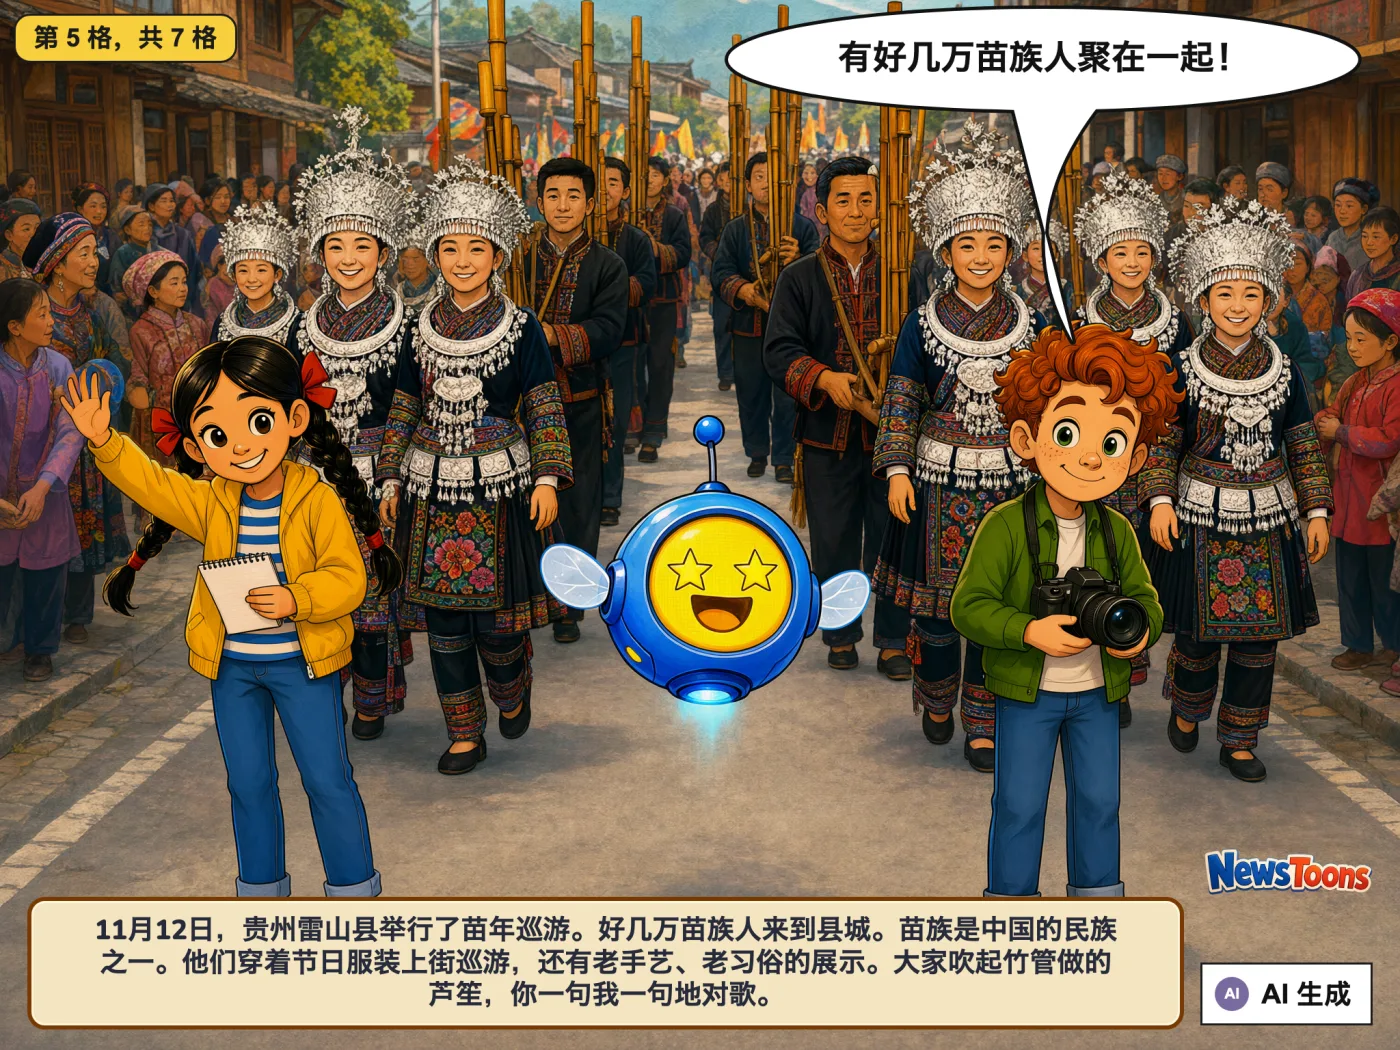 第 5 格，共 7 格
有好几万苗族人聚在一起！
NewsToons
11月12日，贵州雷山县举行了苗年巡游。好几万苗族人来到县城。苗族是中国的民族
之一。他们穿着节日服装上街巡游，还有老手艺、老习俗的展示。大家吹起竹管做的
芦笙，你一句我一句地对歌。
AI AI 生成